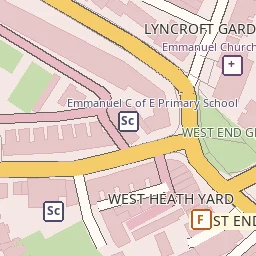 LYNCROFT GARD
Emmanuel Church
Emmanuel C of E Primary School
Sc
WEST END GR
WEST HEATH YARD
Sc
F
ST END